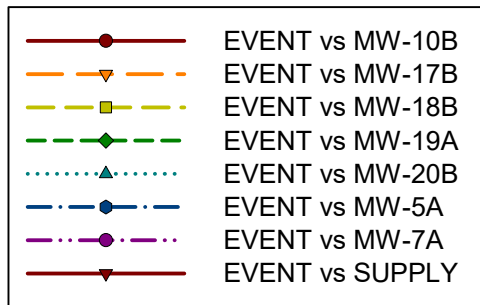 EVENT vs MW-10B
EVENT vs MW-17B
EVENT vs MW-18B
EVENT vs MW-19A
EVENT vs MW-20B
EVENT vs MW-5A
EVENT vs MW-7A
EVENT vs SUPPLY